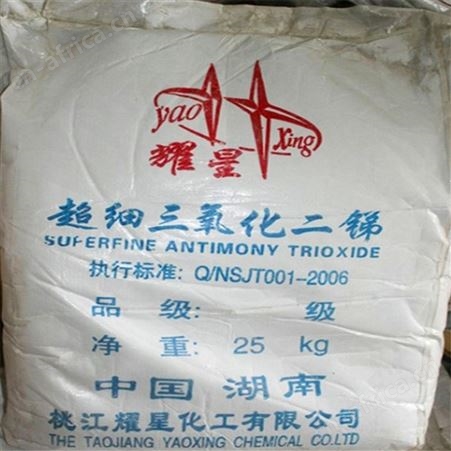 yao xing
耀星
超细三氧化二锑
SUPERFINE ANTIMONY TRIOXIDE
执行标准: Q/NSJT001-2006
品 级: 级
净 重: 25 kg
中国 湖南
桃江耀星化工有限公司
THE TAOJIANG YAOXING CHEMICAL CO.LTD